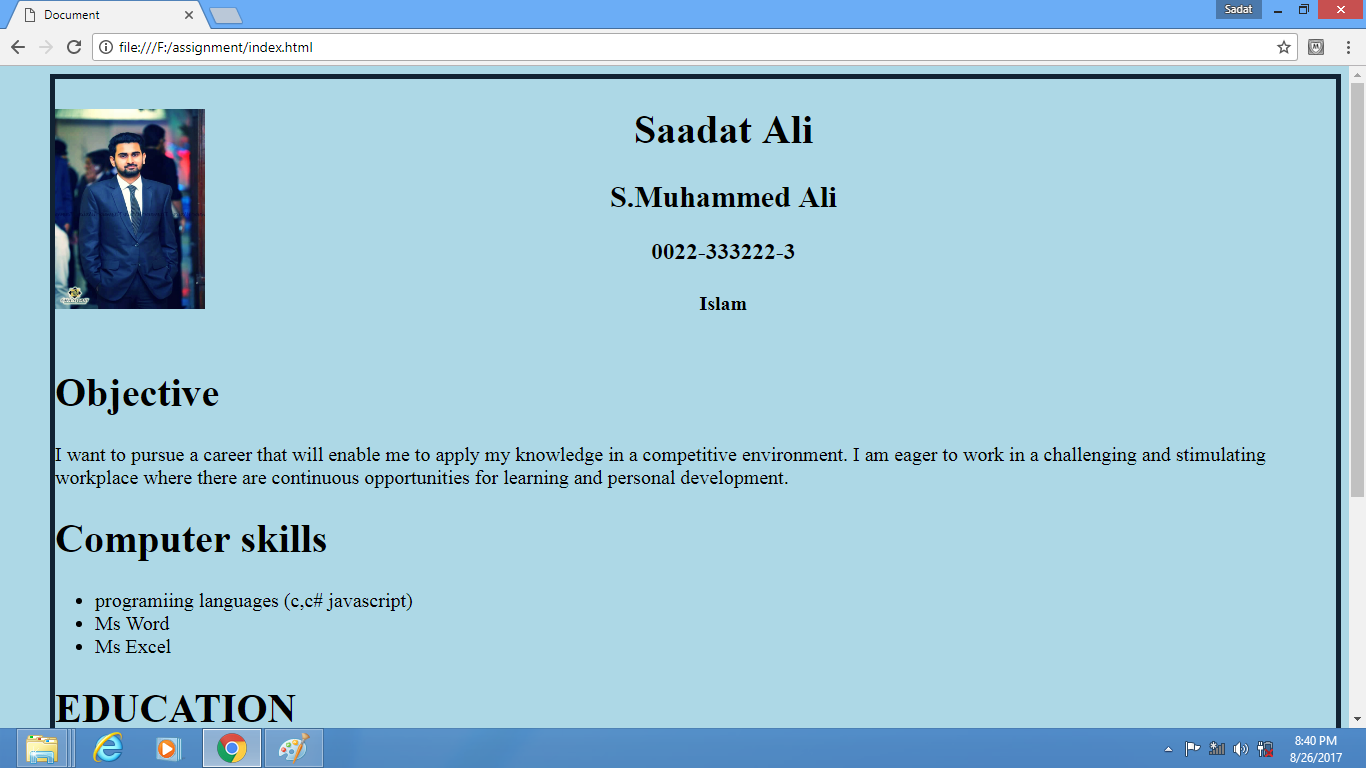 Document
Sadat
file:///F:/assignment/index.html
Saadat Ali
S.Muhammed Ali
0022-333222-3
Islam
Objective
I want to pursue a career that will enable me to apply my knowledge in a competitive environment. I am eager to work in a challenging and stimulating
workplace where there are continuous opportunities for learning and personal development.
Computer skills
programiing languages (c,c# javascript)
Ms Word
Ms Excel
EDUCATION
8:40 PM
8/26/2017